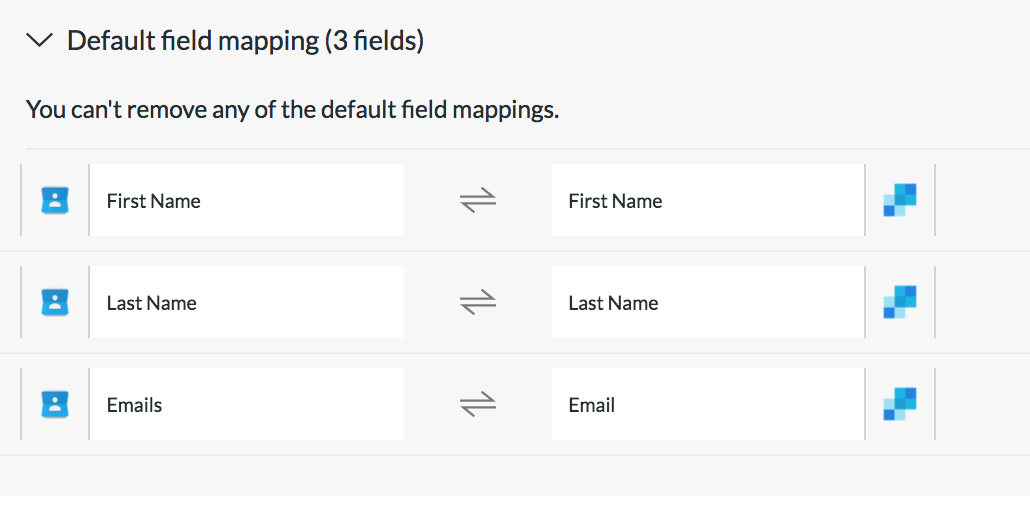 Default field mapping (3 fields)
You can't remove any of the default field mappings.
First Name First Name
Last Name Last Name
Emails Email